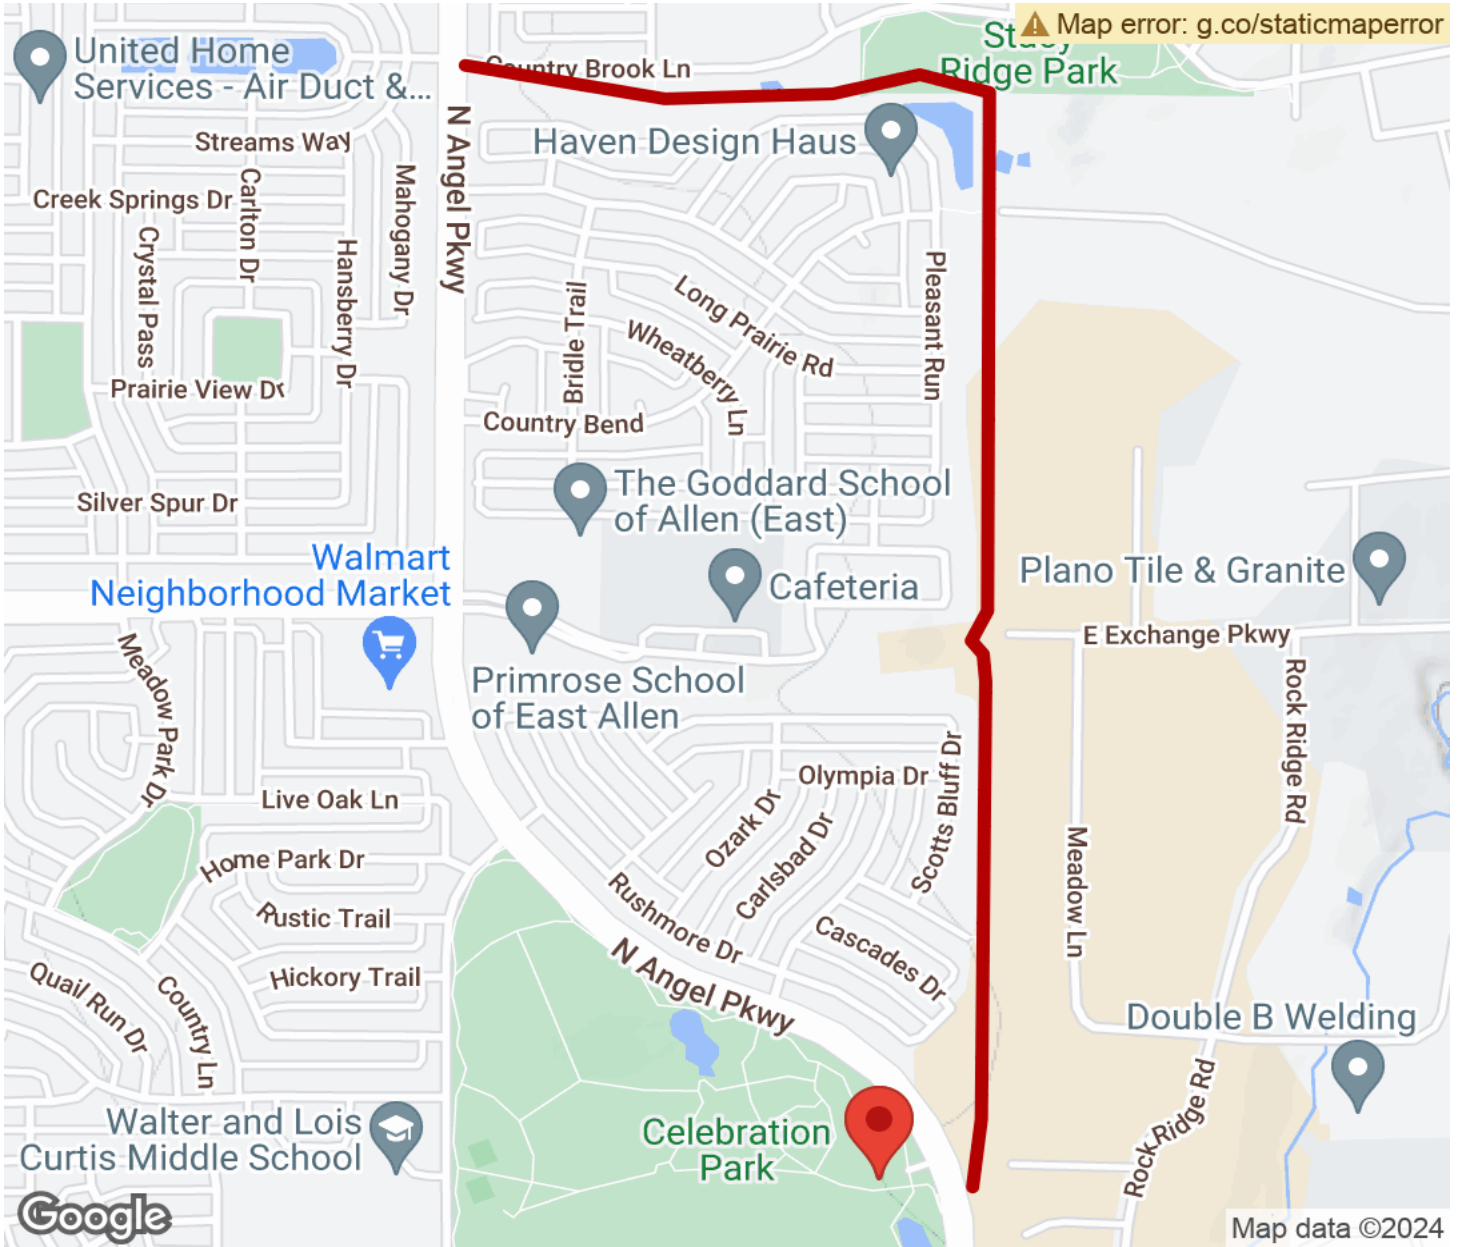 Map error: g.co/staticmaperror
United Home
Services - Air Duct &...
Country Brook Ln
Stacy
Ridge Park
N Angel Pkwy
Streams Way
Haven Design Haus
Creek Springs Dr
Carlton Dr
Mahogany Dr
Crystal Pass
Hansberry Dr
Pleasant Run
Bridle Trail
Long Prairie Rd
Wheatberry Ln
Prairie View Dr
Country Bend
Silver Spur Dr
The Goddard School
of Allen (East)
Walmart
Neighborhood Market
Cafeteria
Plano Tile & Granite
E Exchange Pkwy
Meadow Park Dr
Primrose School
of East Allen
Rock Ridge Rd
Scotts Bluff Dr
Olympia Dr
Live Oak Ln
Ozark Dr
Carlsbad Dr
Home Park Dr
Meadow Ln
Rustic Trail
Rushmore Dr
Cascades Dr
Hickory Trail
N Angel Pkwy
Quail Run Dr
Country Ln
Double B Welding
Walter and Lois
Curtis Middle School
Celebration
Park
Rock Ridge Rd
Google
Map data ©2024